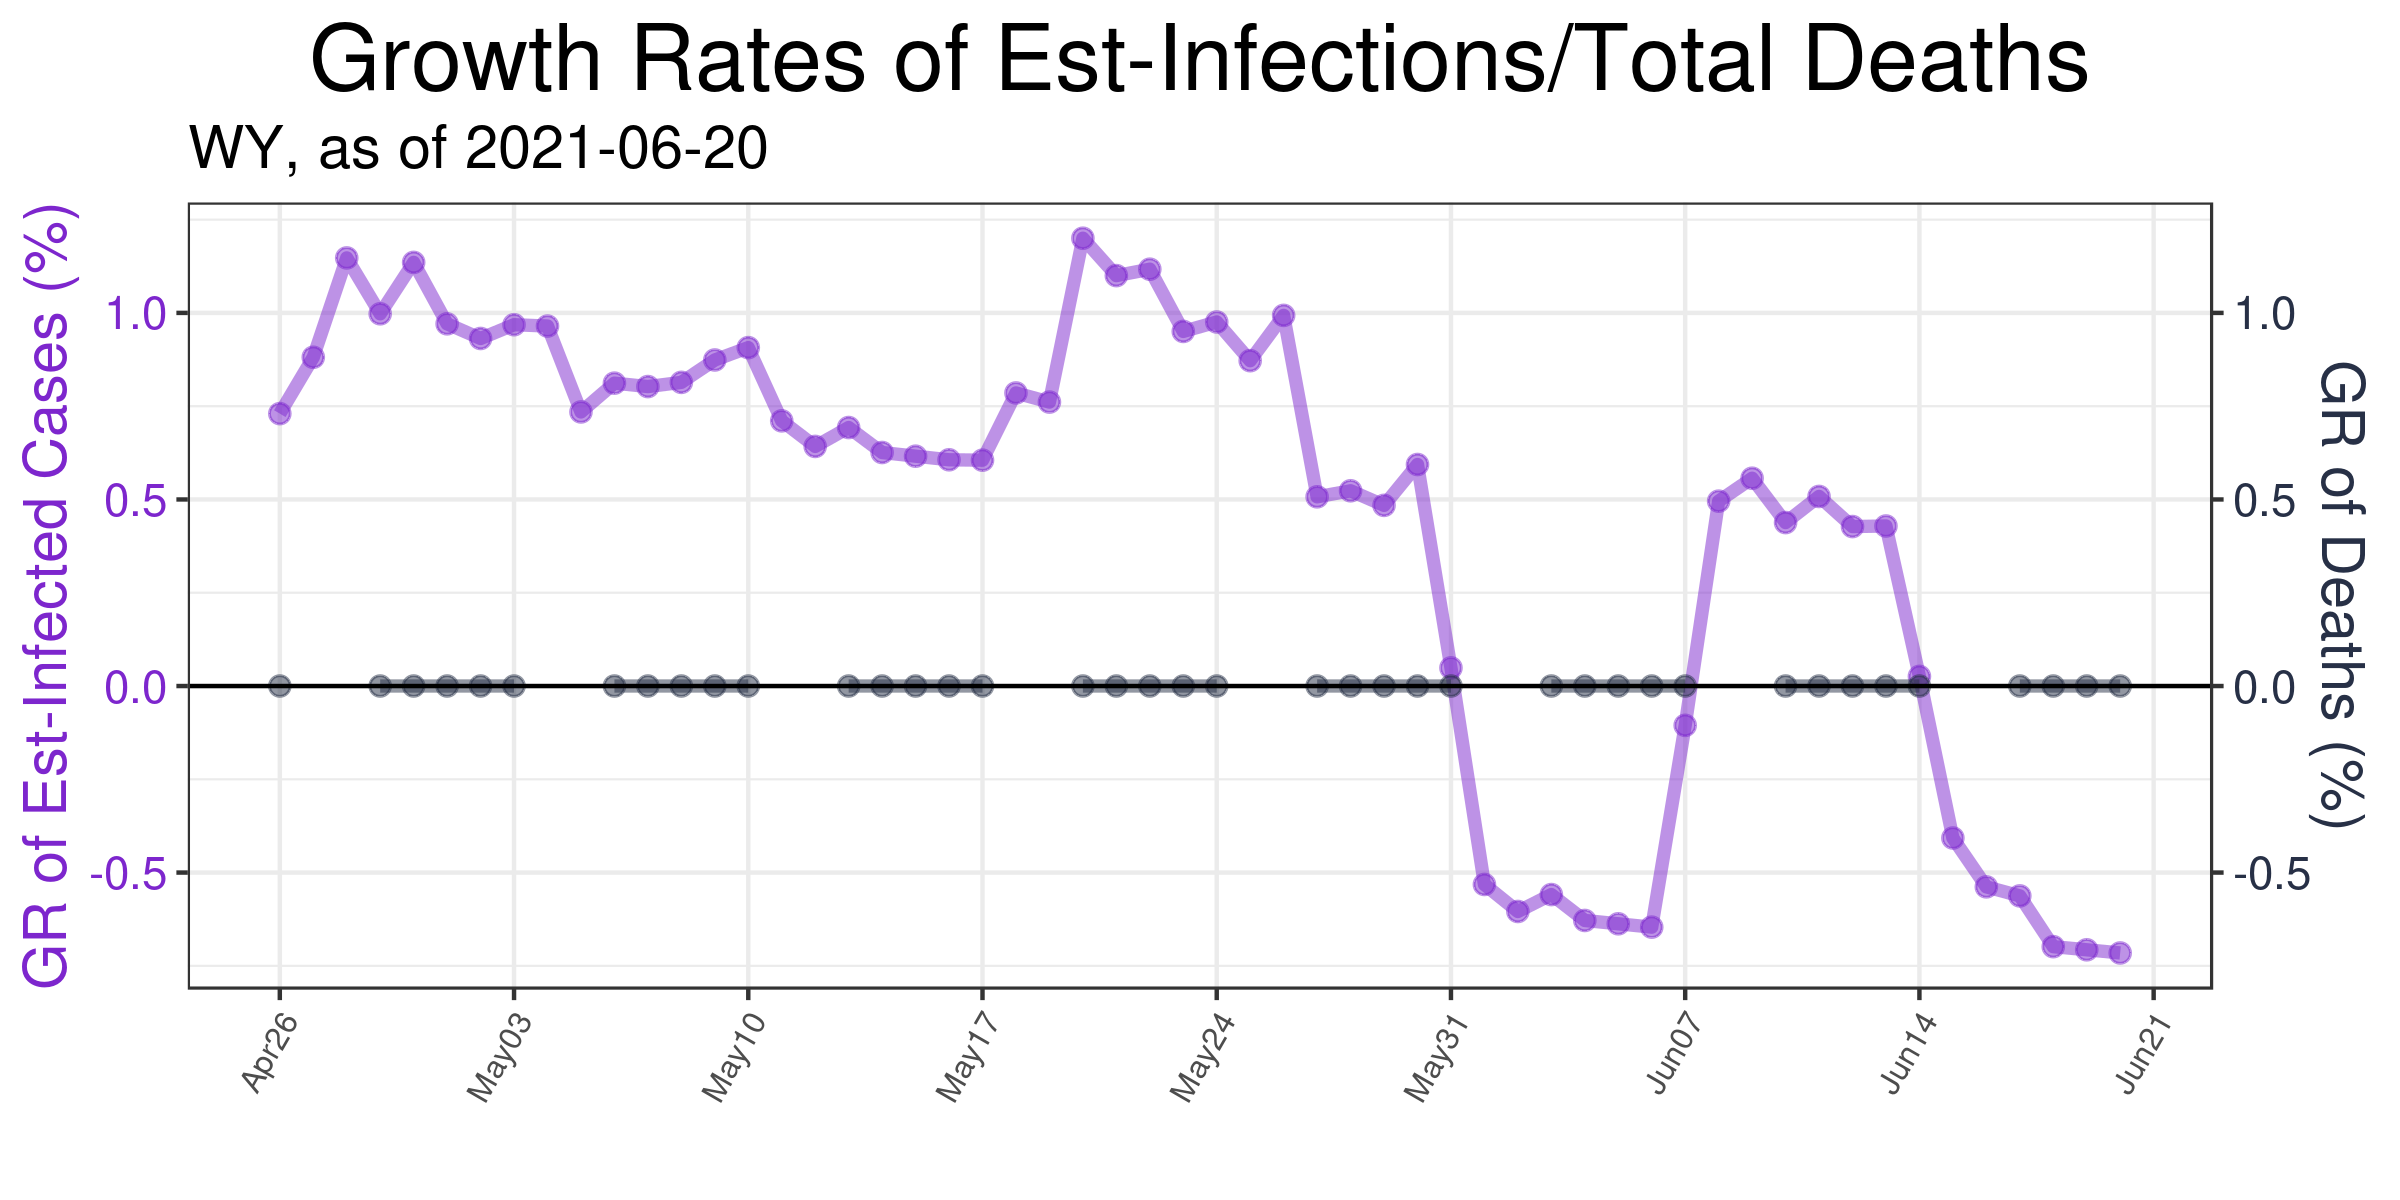 Growth Rates of Est-Infections/Total Deaths
WY, as of 2021-06-20
GR of Est-Infected Cases (%)
1.0
0.5
0.0
-0.5
1.0
0.5
0.0
-0.5
GR of Deaths (%)
Apr26
May03
May10
May17
May24
May31
Jun07
Jun14
Jun21